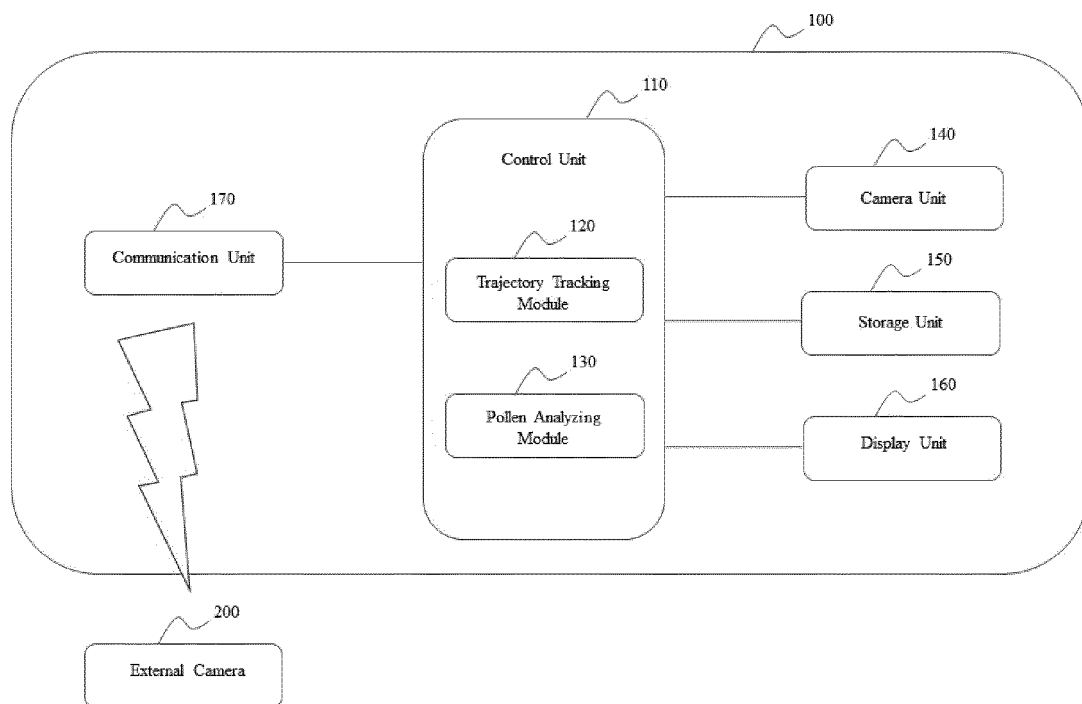 100
110
Control Unit
140
Camera Unit
170
Communication Unit
120
Trajectory Tracking
Module
150
Storage Unit
130
Pollen Analyzing
Module
160
Display Unit
200
External Camera